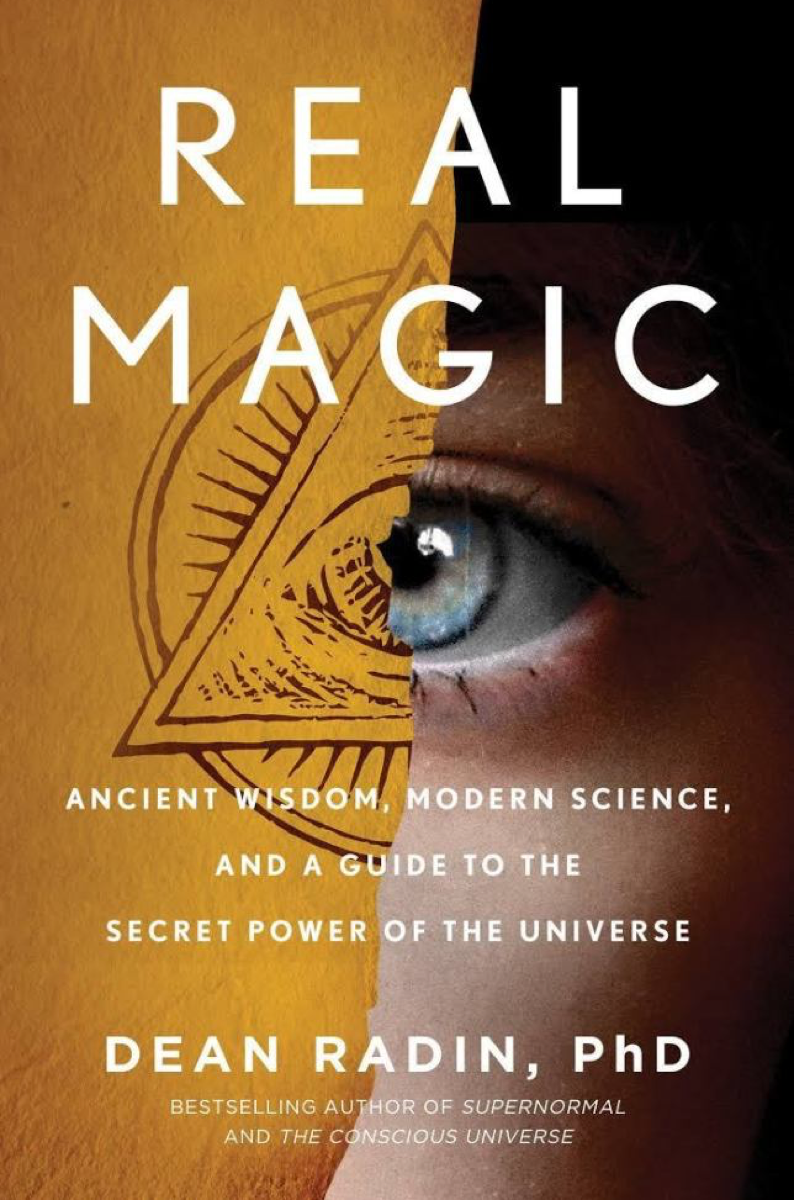 REAL
MAGIC
ANCIENT WISDOM, MODERN SCIENCE,
AND A GUIDE TO THE
SECRET POWER OF THE UNIVERSE
DEAN RADIN, PhD
BESTSELLING AUTHOR OF SUPERNORMAL
AND THE CONSCIOUS UNIVERSE